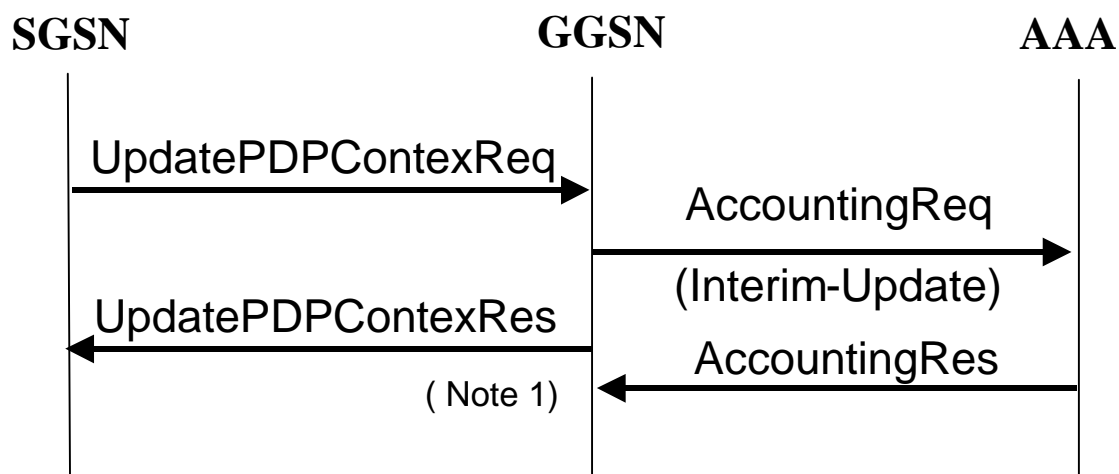 SGSN GGSN AAA
UpdatePDPContexReq
AccountingReq
(Interim-Update)
UpdatePDPContexRes
AccountingRes
( Note 1)